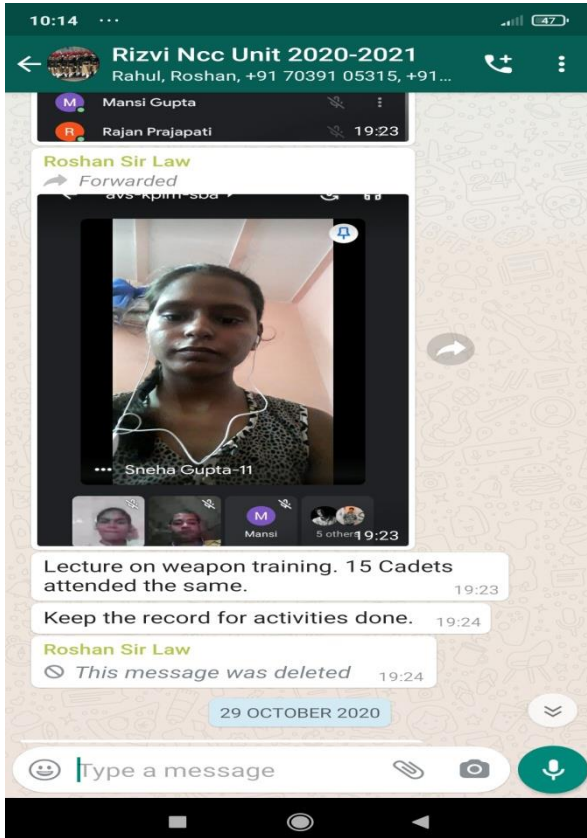 10:14 ...
47
Rizvi Ncc Unit 2020-2021
Rahul, Roshan, +91 70391 05315, +91...
M Mansi Gupta
R Rajan Prajapati 19:23
Roshan Sir Law
Forwarded
avs-kpim-sba
... Sneha Gupta-11
M
Mansi 5 others 19:23
Lecture on weapon training. 15 Cadets
attended the same. 19:23
Keep the record for activities done. 19:24
Roshan Sir Law
This message was deleted 19:24
29 OCTOBER 2020
Type a message